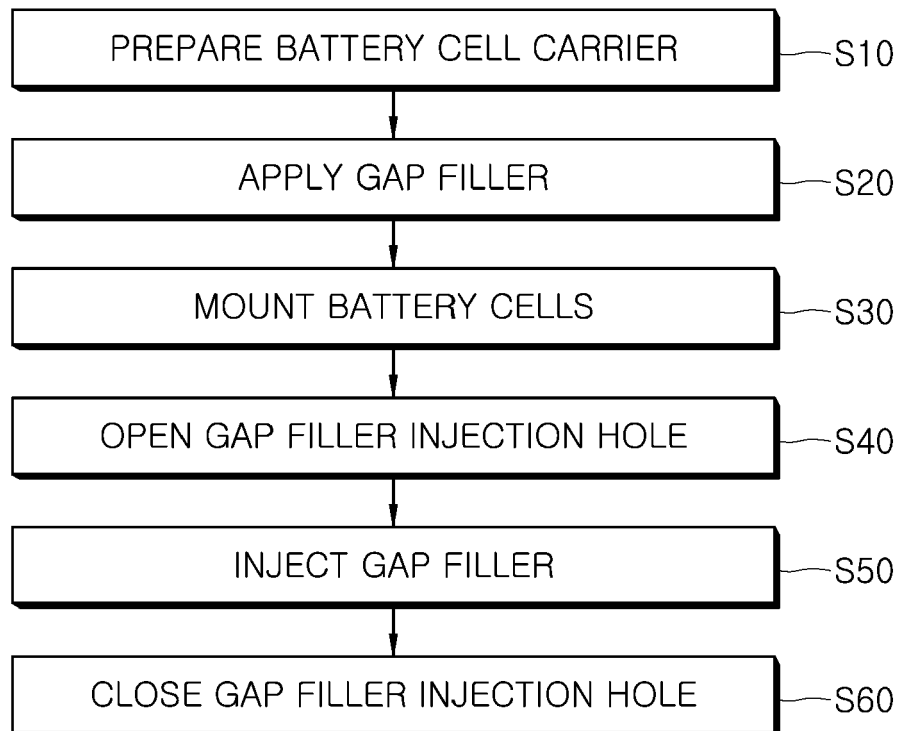 PREPARE BATTERY CELL CARRIER S10
APPLY GAP FILLER S20
MOUNT BATTERY CELLS S30
OPEN GAP FILLER INJECTION HOLE S40
INJECT GAP FILLER S50
CLOSE GAP FILLER INJECTION HOLE S60